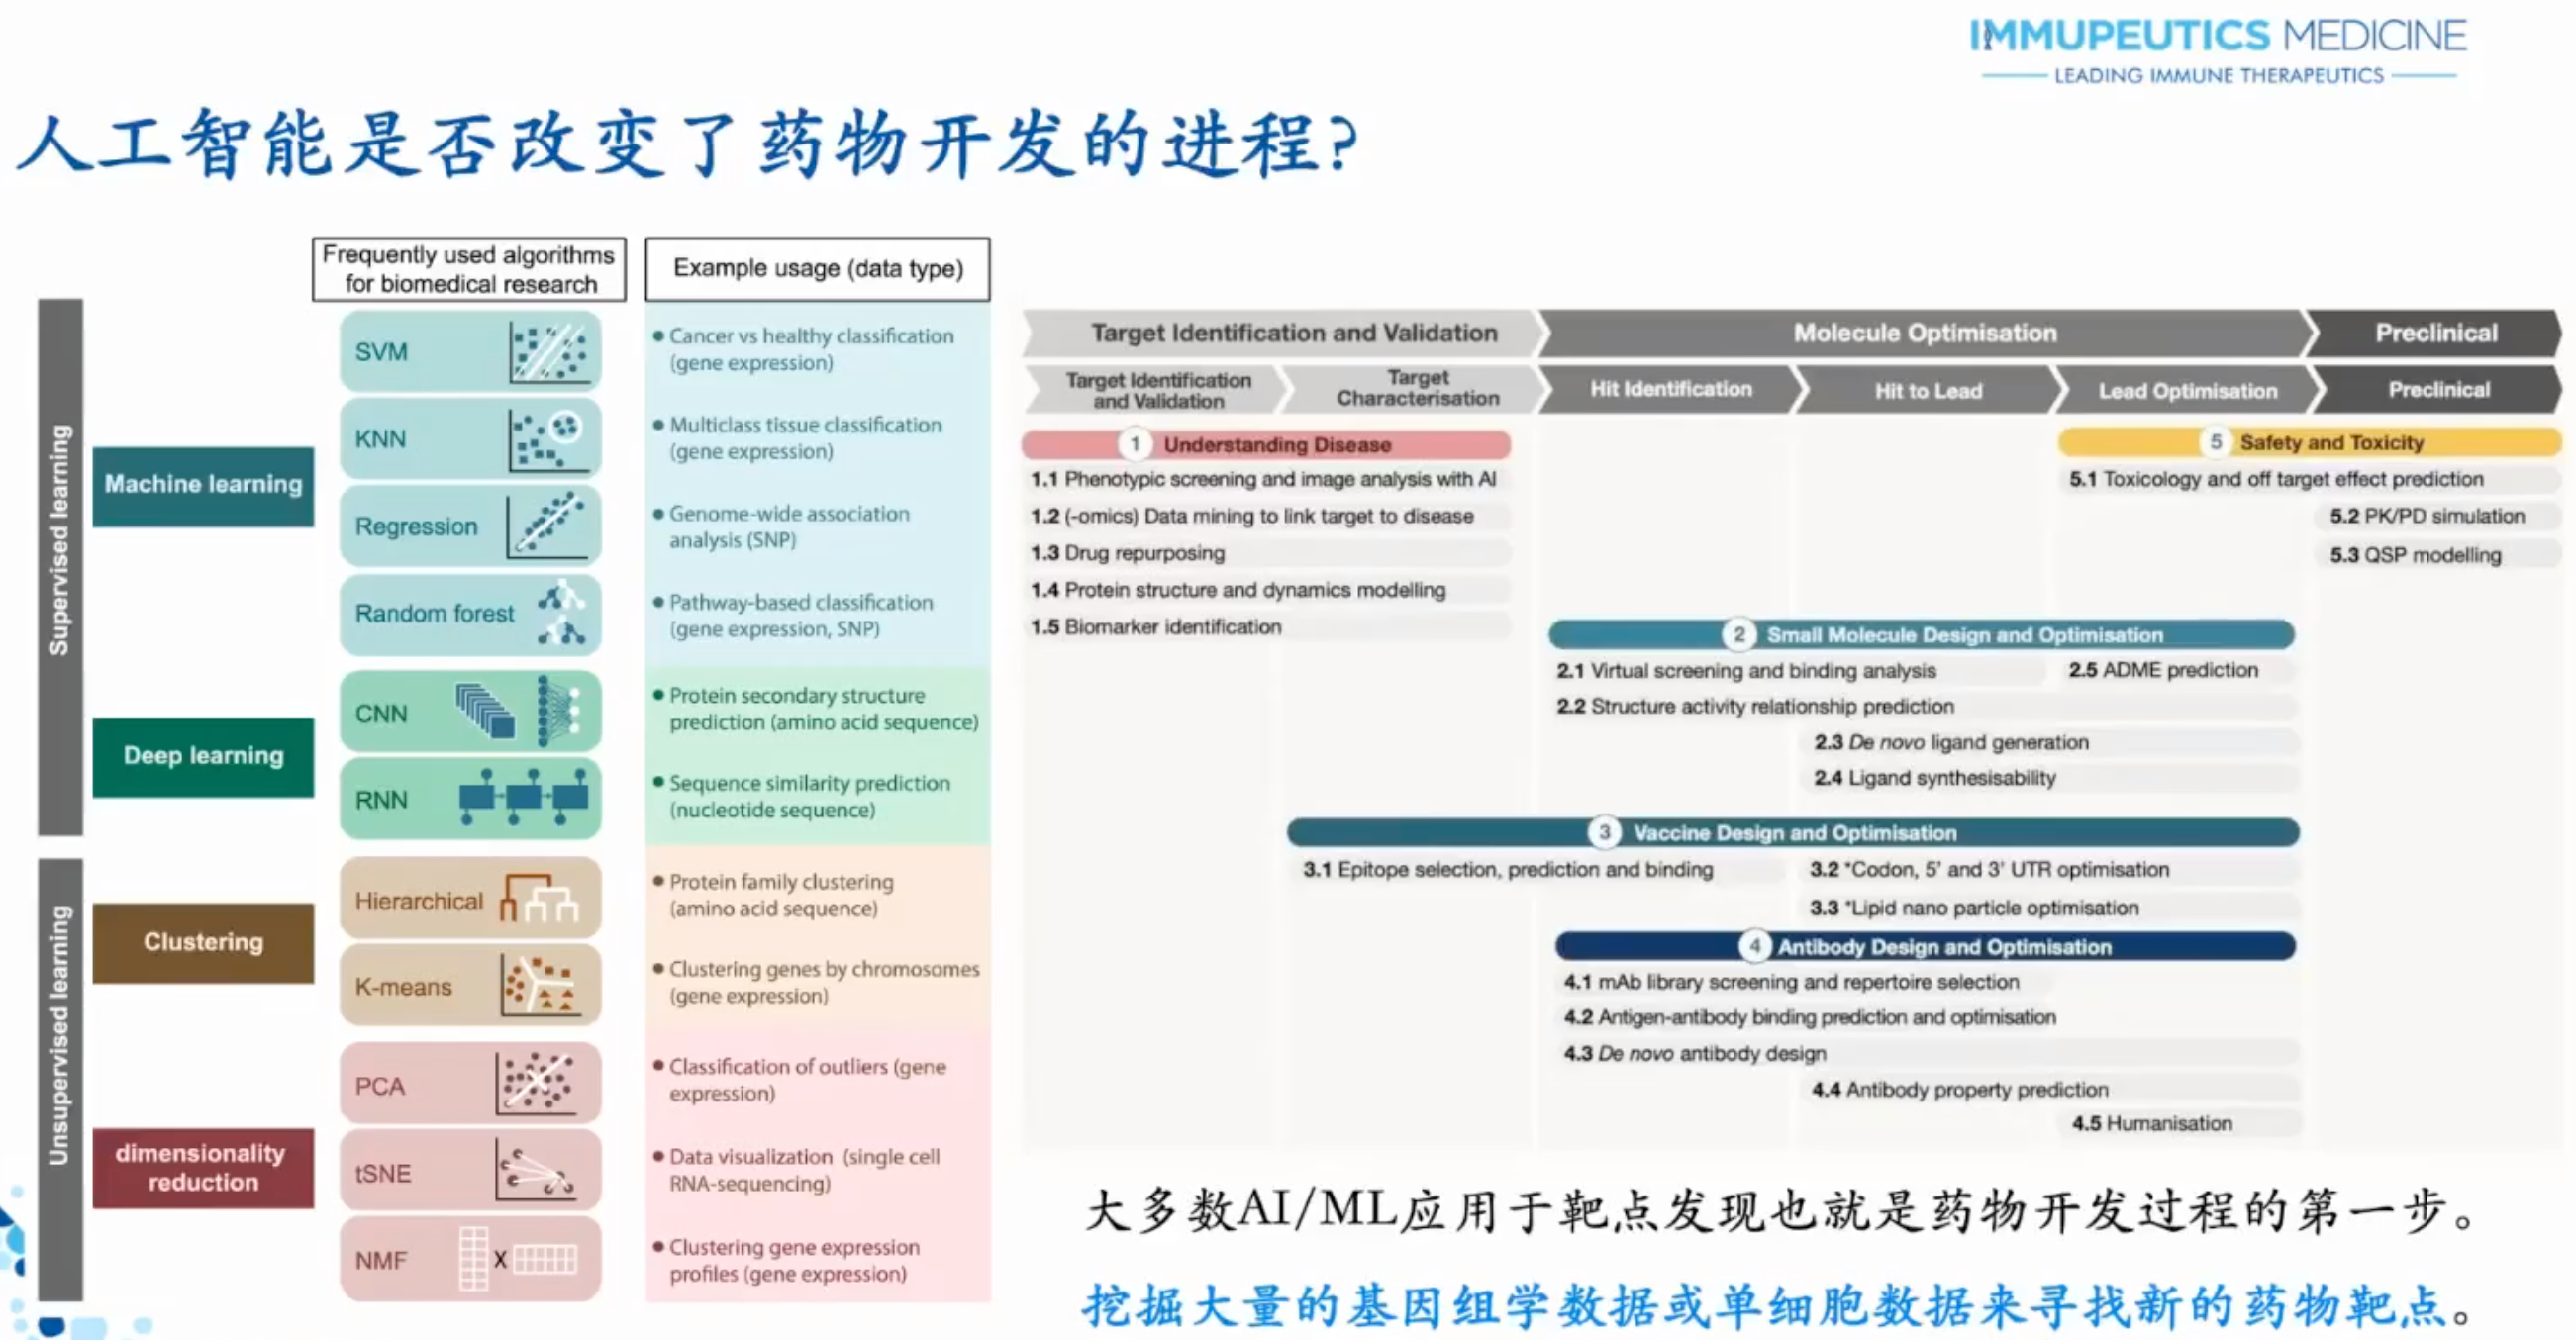 IMMUPEUTICS MEDICINE
LEADING IMMUNE THERAPEUTICS
人工智能是否改变了药物开发的进程?
Frequently used algorithms
for biomedical research
Example usage (data type)
Supervised learning
Machine learning
SVM
• Cancer vs healthy classification
(gene expression)
KNN
• Multiclass tissue classification
(gene expression)
Regression
• Genome-wide association
analysis (SNP)
Random forest
• Pathway-based classification
(gene expression, SNP)
Deep learning
CNN
• Protein secondary structure
prediction (amino acid sequence)
RNN
• Sequence similarity prediction
(nucleotide sequence)
Unsupervised learning
Clustering
Hierarchical
• Protein family clustering
(amino acid sequence)
K-means
• Clustering genes by chromosomes
(gene expression)
dimensionality
reduction
PCA
• Classification of outliers (gene
expression)
tSNE
• Data visualization (single cell
RNA-sequencing)
NMF
X
• Clustering gene expression
profiles (gene expression)
Target Identification and Validation
Molecule Optimisation
Preclinical
Target Identification
and Validation
Target
Characterisation
Hit Identification
Hit to Lead
Lead Optimisation
Preclinical
1 Understanding Disease
1.1 Phenotypic screening and image analysis with AI
1.2 (-omics) Data mining to link target to disease
1.3 Drug repurposing
1.4 Protein structure and dynamics modelling
1.5 Biomarker identification
5 Safety and Toxicity
5.1 Toxicology and off target effect prediction
5.2 PK/PD simulation
5.3 QSP modelling
2 Small Molecule Design and Optimisation
2.1 Virtual screening and binding analysis
2.5 ADME prediction
2.2 Structure activity relationship prediction
2.3 De novo ligand generation
2.4 Ligand synthesisability
3 Vaccine Design and Optimisation
3.1 Epitope selection, prediction and binding
3.2 *Codon, 5' and 3' UTR optimisation
3.3 *Lipid nano particle optimisation
4 Antibody Design and Optimisation
4.1 mAb library screening and repertoire selection
4.2 Antigen-antibody binding prediction and optimisation
4.3 De novo antibody design
4.4 Antibody property prediction
4.5 Humanisation
大多数AI/ML应用于靶点发现也就是药物开发过程的第一步。
挖掘大量的基因组学数据或单细胞数据来寻找新的药物靶点。